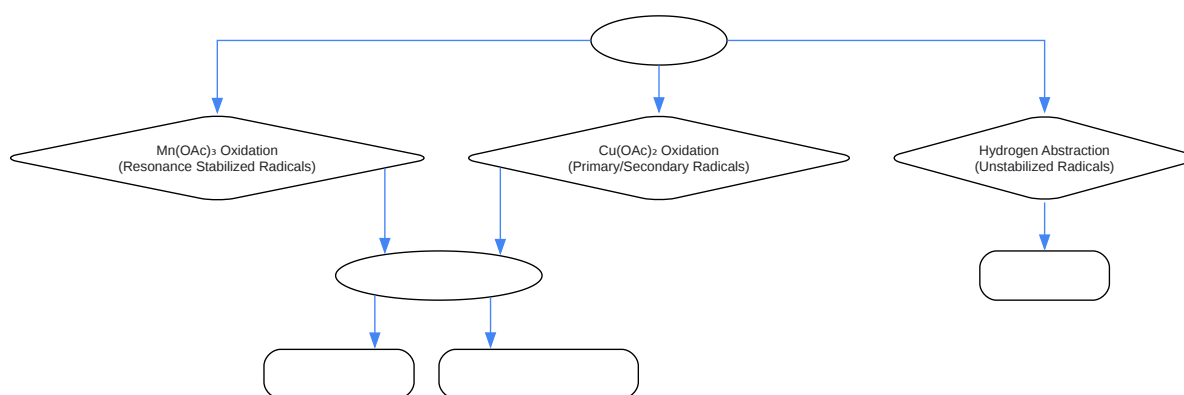 Mn(OAc)₃ Oxidation
(Resonance Stabilized Radicals)
Cu(OAc)₂ Oxidation
(Primary/Secondary Radicals)
Hydrogen Abstraction
(Unstabilized Radicals)